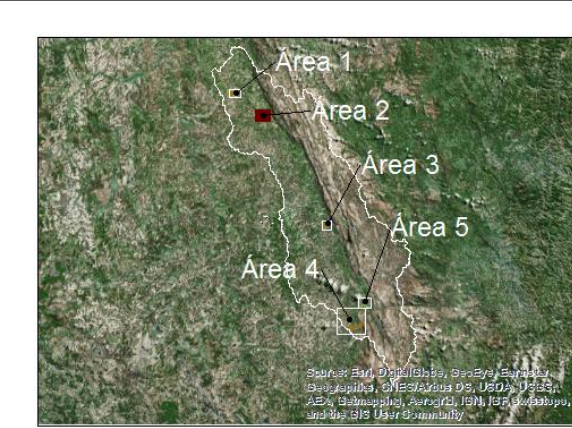 Área 1
Área 2
Área 3
Área 5
Área 4
Source: Esri, DigitalGlobe, GeoEye, Earthstar
Geographics, CNES/Airbus DS, USDA, USGS,
AEX, Getmapping, Aerogrid, IGN, IGP, swisstopo,
and the GIS User Community